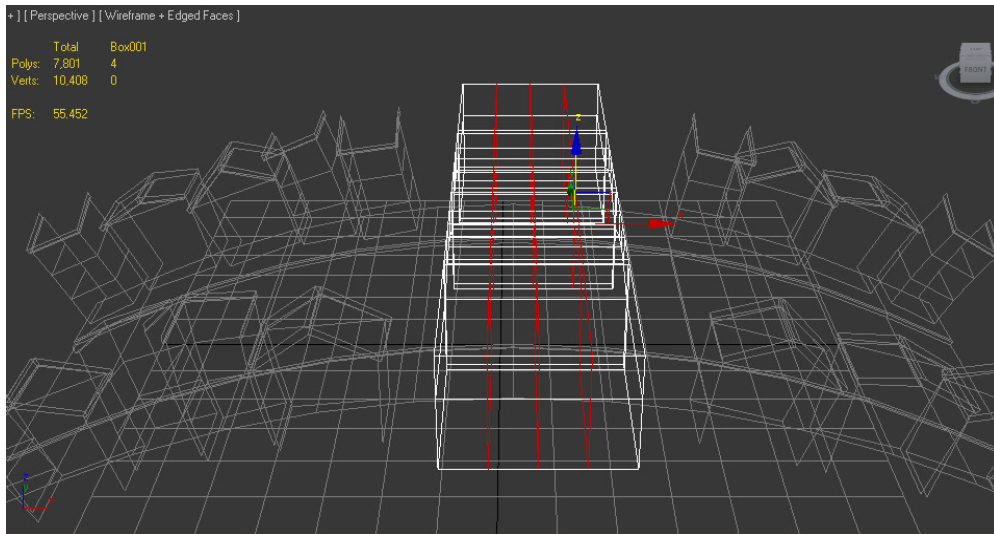 + ] [ Perspective ] [ Wireframe + Edged Faces ]
Total Box001
Polys: 7,801 4
Verts: 10,408 0
FPS: 55.452
z
FRONT